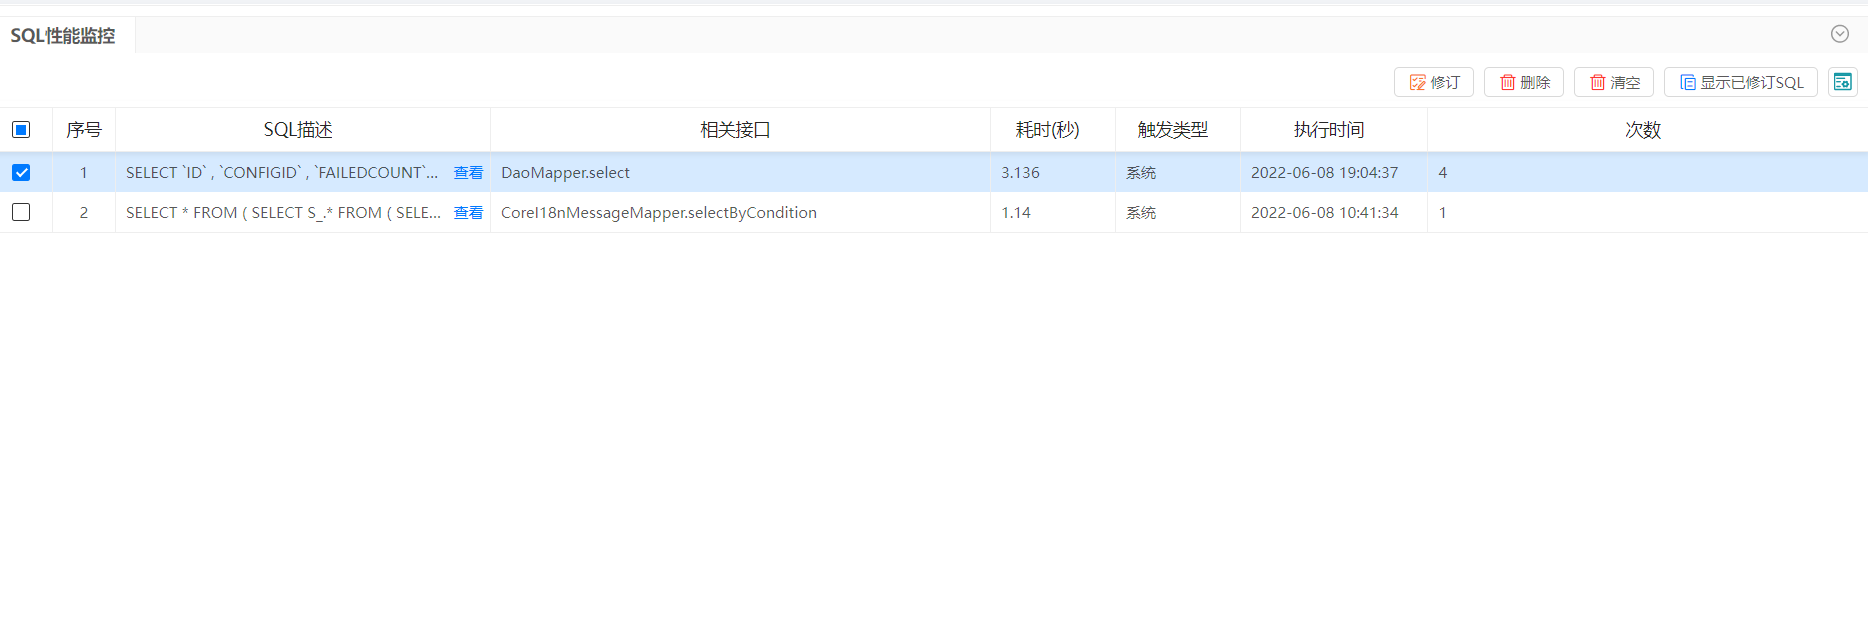 SQL性能监控
修订 删除 清空 显示已修订SQL
序号 SQL描述 相关接口 耗时(秒) 触发类型 执行时间 次数
1 SELECT `ID` , `CONFIGID` , `FAILEDCOUNT`... 查看 DaoMapper.select 3.136 系统 2022-06-08 19:04:37 4
2 SELECT * FROM ( SELECT S_.* FROM ( SELE... 查看 CoreI18nMessageMapper.selectByCondition 1.14 系统 2022-06-08 10:41:34 1